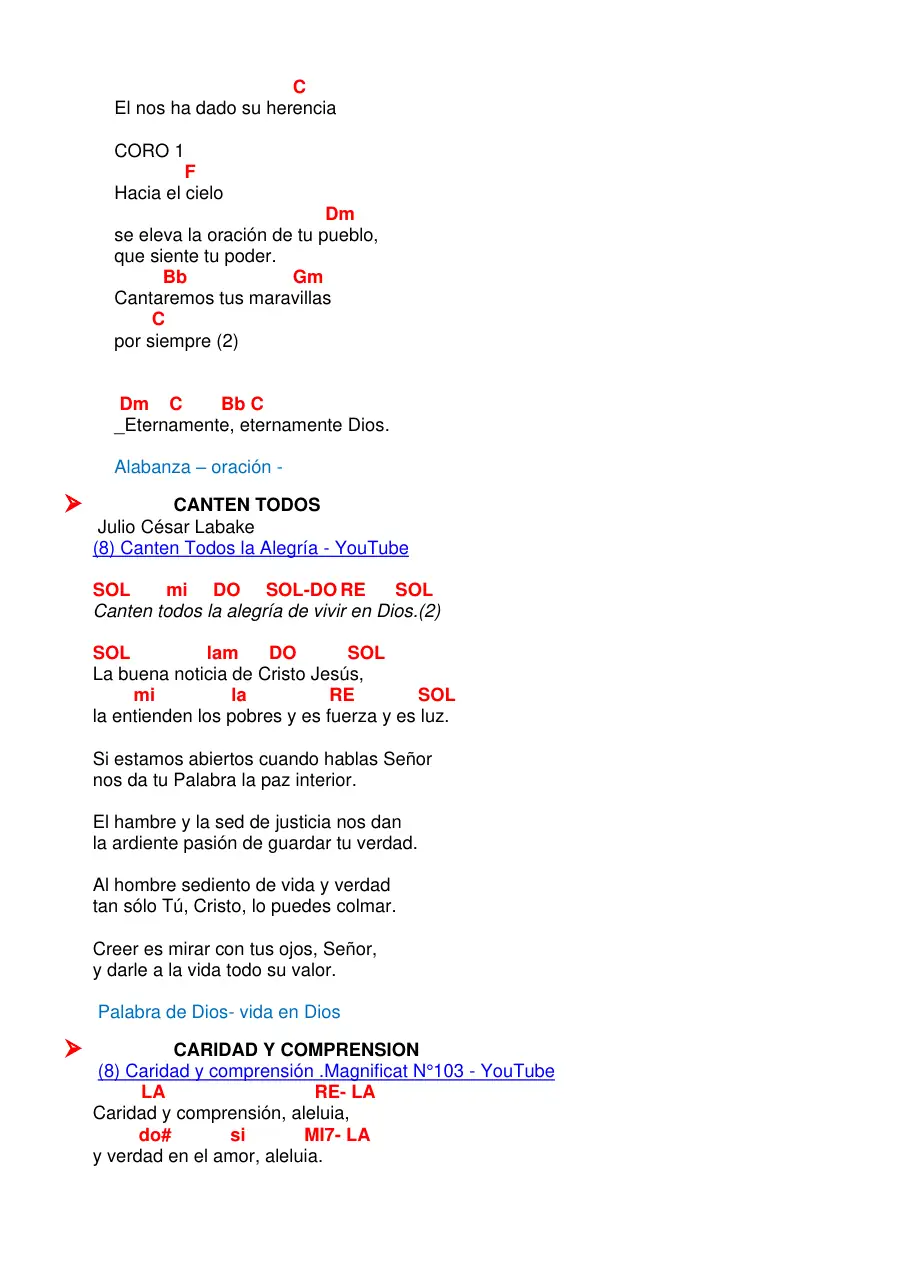 C
El nos ha dado su herencia
CORO 1
F
Hacia el cielo
Dm
se eleva la oración de tu pueblo,
que siente tu poder.
Bb Gm
Cantaremos tus maravillas
C
por siempre (2)
Dm C Bb C
_Eternamente, eternamente Dios.
Alabanza – oración -
CANTEN TODOS
Julio César Labake
(8) Canten Todos la Alegría - YouTube
SOL mi DO SOL-DO RE SOL
Canten todos la alegría de vivir en Dios.(2)
SOL lam DO SOL
La buena noticia de Cristo Jesús,
mi la RE SOL
la entienden los pobres y es fuerza y es luz.
Si estamos abiertos cuando hablas Señor
nos da tu Palabra la paz interior.
El hambre y la sed de justicia nos dan
la ardiente pasión de guardar tu verdad.
Al hombre sediento de vida y verdad
tan sólo Tú, Cristo, lo puedes colmar.
Creer es mirar con tus ojos, Señor,
y darle a la vida todo su valor.
Palabra de Dios- vida en Dios
CARIDAD Y COMPRENSION
(8) Caridad y comprensión .Magnificat N°103 - YouTube
LA RE- LA
Caridad y comprensión, aleluia,
do# si MI7- LA
y verdad en el amor, aleluia.